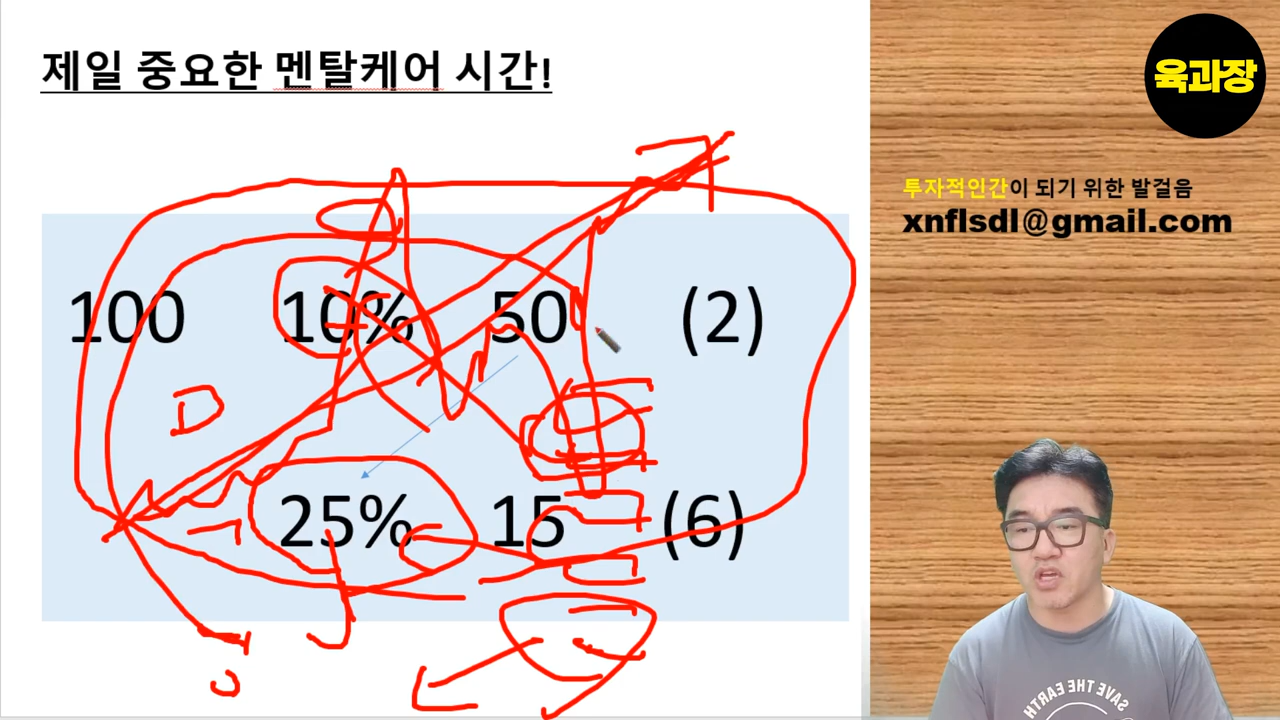 제일 중요한 멘탈케어 시간!
육과장
투자적인간이 되기 위한 발걸음
xnflsdl@gmail.com
100 10% 50 (2)
D
25% 15 (6)
SAVE THE EARTH